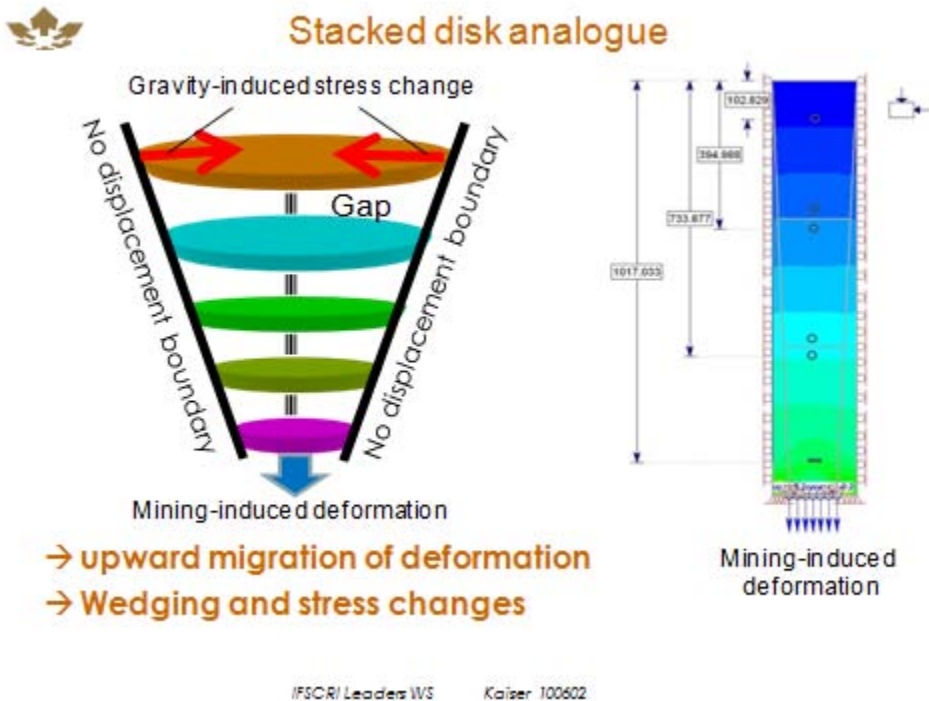 Stacked disk analogue
Gravity-induced stress change
No displacement boundary
Gap
No displacement boundary
Mining-induced deformation
→ upward migration of deformation
→ Wedging and stress changes
102.829
394.988
733.877
1017.033
Mining-induced
deformation
IFSCRI Leaders WS Kaiser 100602